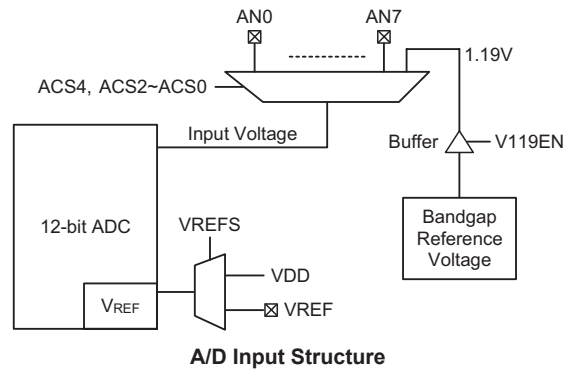 AN0
AN7
1.19V
ACS4, ACS2~ACS0
Input Voltage
Buffer
V119EN
12-bit ADC
VREFS
Bandgap
Reference
Voltage
VDD
VREF
VREF
A/D Input Structure